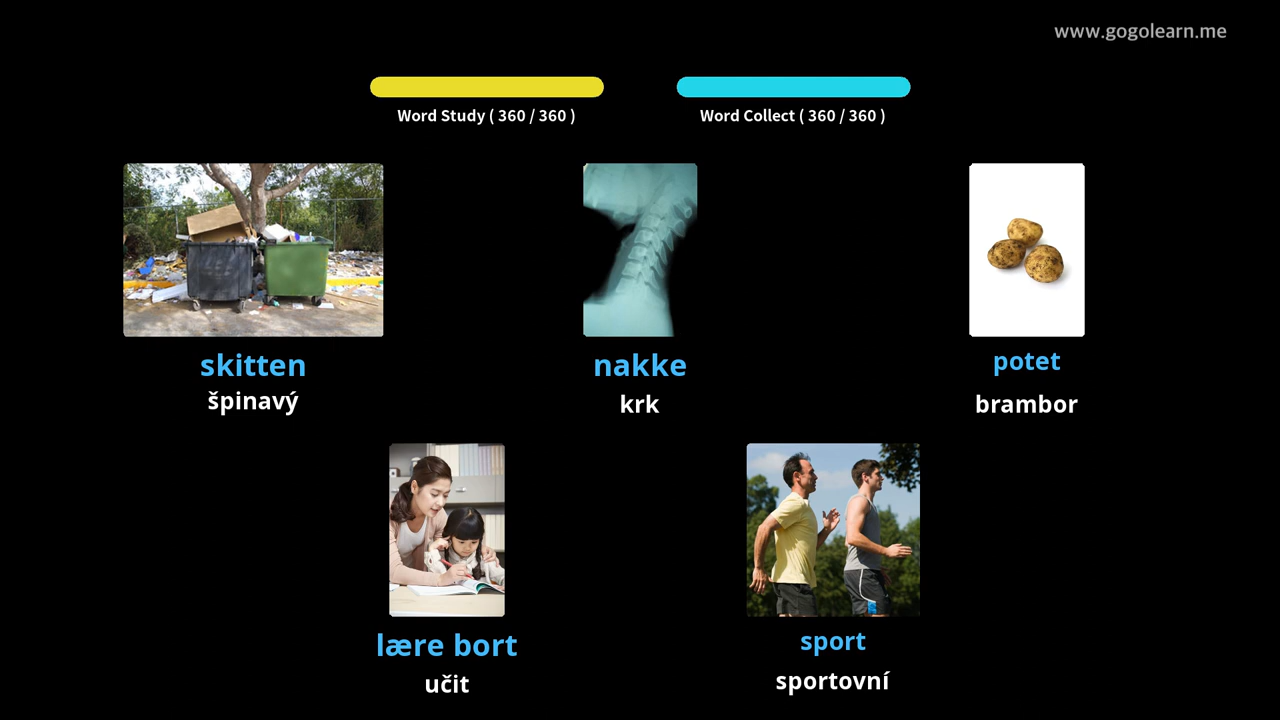 www.gogolearn.me
Word Study ( 360 / 360 )
Word Collect ( 360 / 360 )
skitten
špinavý
nakke
krk
potet
brambor
lære bort
učit
sport
sportovní